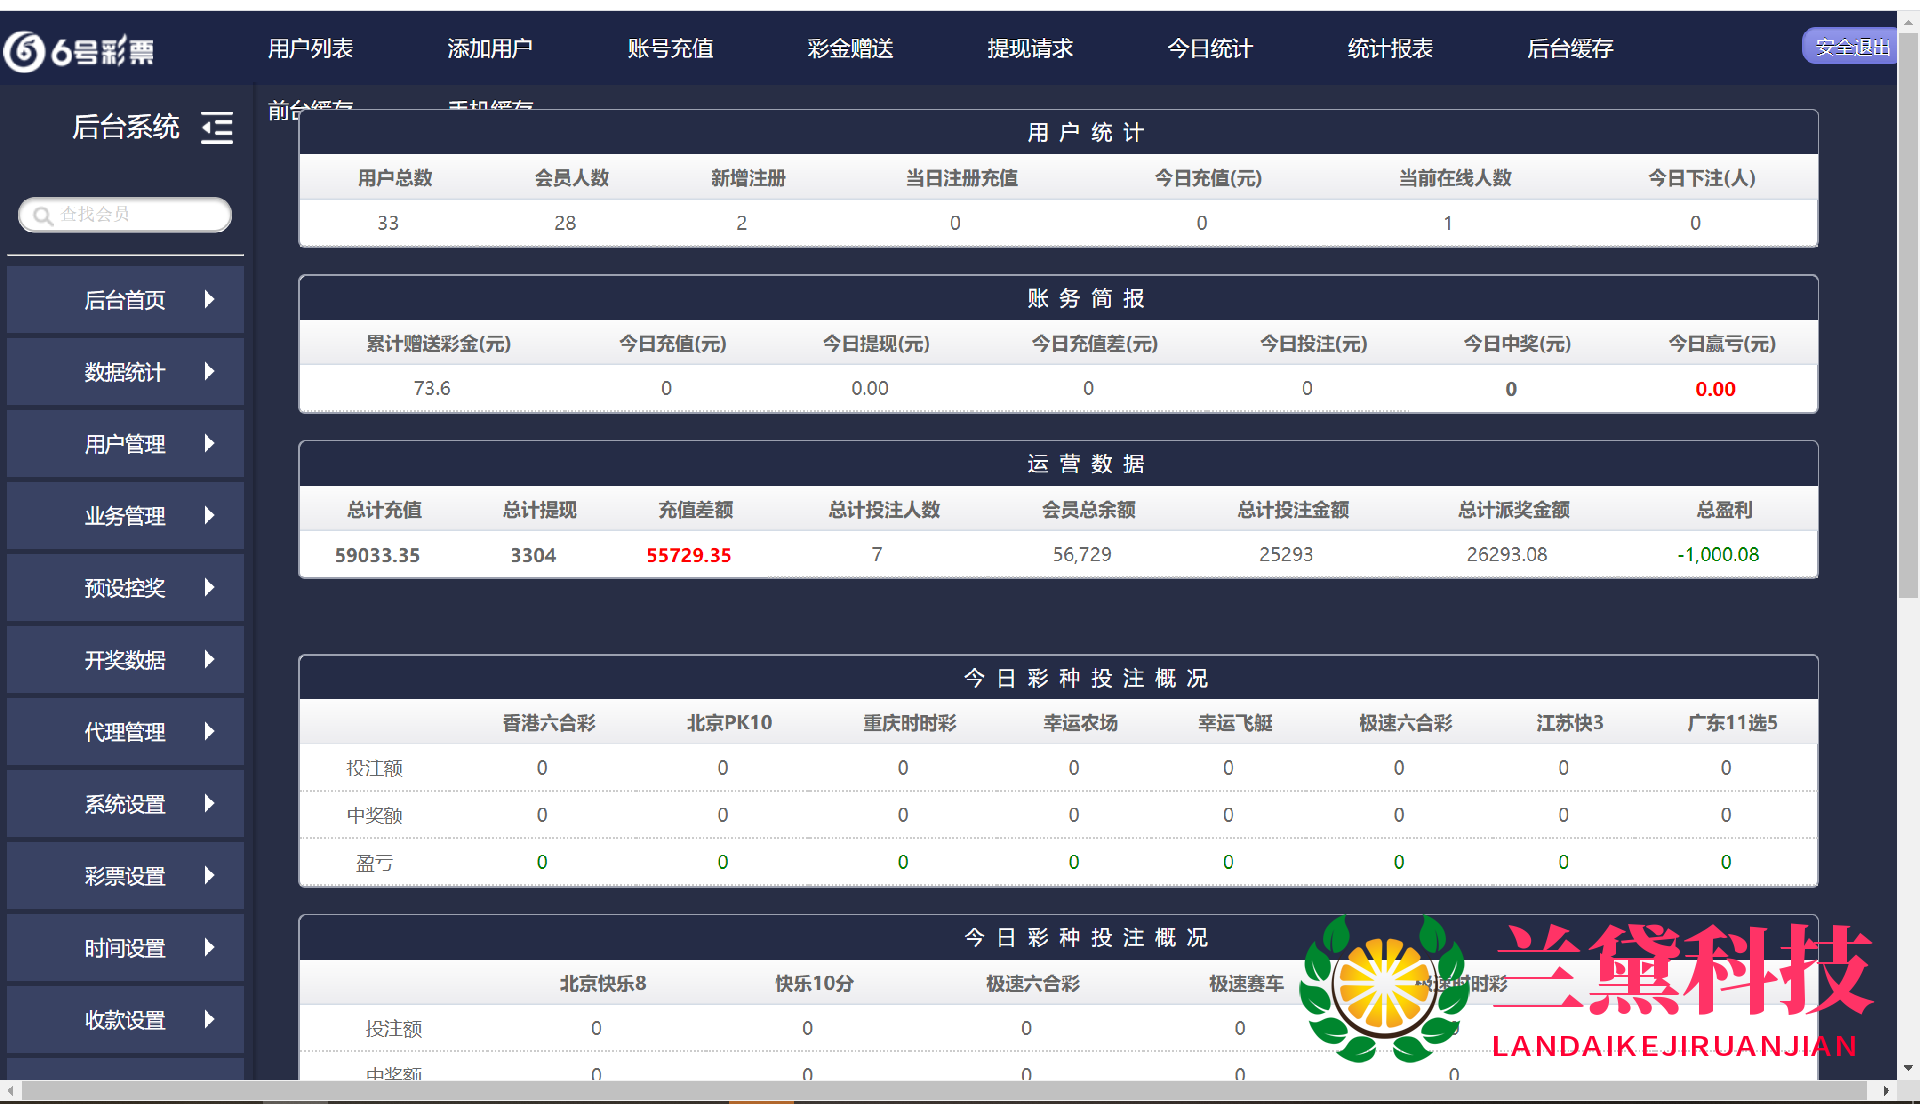 6号彩票
用户列表 添加用户 账号充值 彩金赠送 提现请求 今日统计 统计报表 后台缓存 安全退出
前台缓存 手机缓存
后台系统
查找会员
后台首页
数据统计
用户管理
业务管理
预设控奖
开奖数据
代理管理
系统设置
彩票设置
时间设置
收款设置
用户统计
用户总数 会员人数 新增注册 当日注册充值 今日充值(元) 当前在线人数 今日下注(人)
33 28 2 0 0 1 0
账务简报
累计赠送彩金(元) 今日充值(元) 今日提现(元) 今日充值差(元) 今日投注(元) 今日中奖(元) 今日赢亏(元)
73.6 0 0.00 0 0 0 0.00
运营数据
总计充值 总计提现 充值差额 总计投注人数 会员总余额 总计投注金额 总计派奖金额 总盈利
59033.35 3304 55729.35 7 56,729 25293 26293.08 -1,000.08
今日彩种投注概况
香港六合彩 北京PK10 重庆时时彩 幸运农场 幸运飞艇 极速六合彩 江苏快3 广东11选5
投注额 0 0 0 0 0 0 0 0
中奖额 0 0 0 0 0 0 0 0
盈亏 0 0 0 0 0 0 0 0
今日彩种投注概况
北京快乐8 快乐10分 极速六合彩 极速赛车 极速时时彩
投注额 0 0 0 0 0
中奖额 0 0 0 0 0
兰黛科技
LANDAIKEJIRUANJIAN